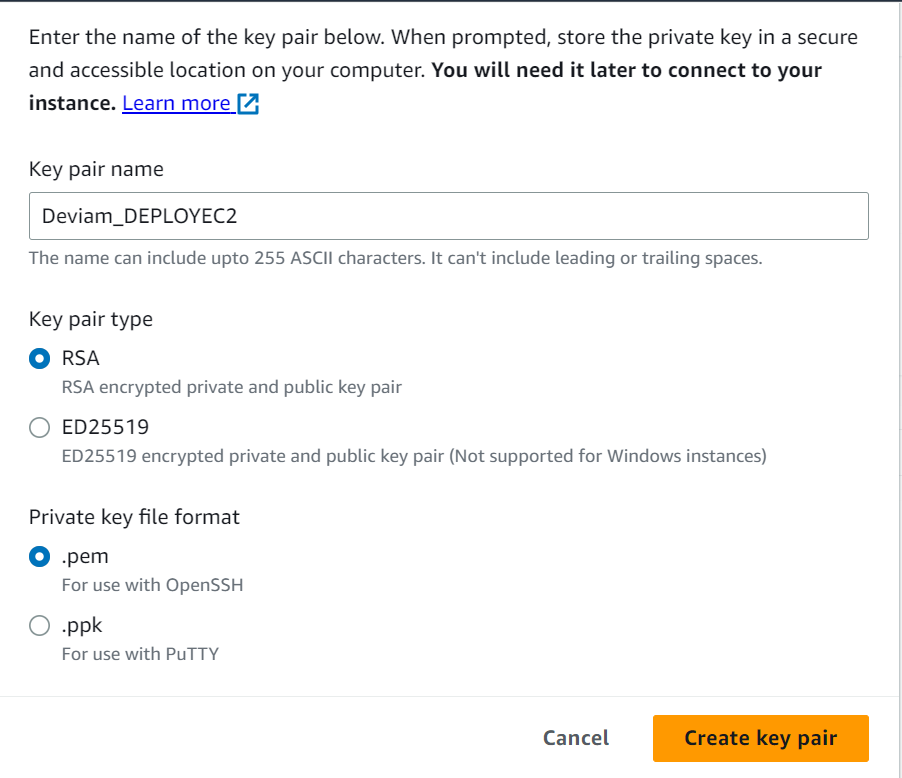 Enter the name of the key pair below. When prompted, store the private key in a secure
and accessible location on your computer. You will need it later to connect to your
instance. Learn more
Key pair name
Deviam_DEPLOYEC2
The name can include upto 255 ASCII characters. It can't include leading or trailing spaces.
Key pair type
RSA
RSA encrypted private and public key pair
ED25519
ED25519 encrypted private and public key pair (Not supported for Windows instances)
Private key file format
.pem
For use with OpenSSH
.ppk
For use with PuTTY
Cancel Create key pair